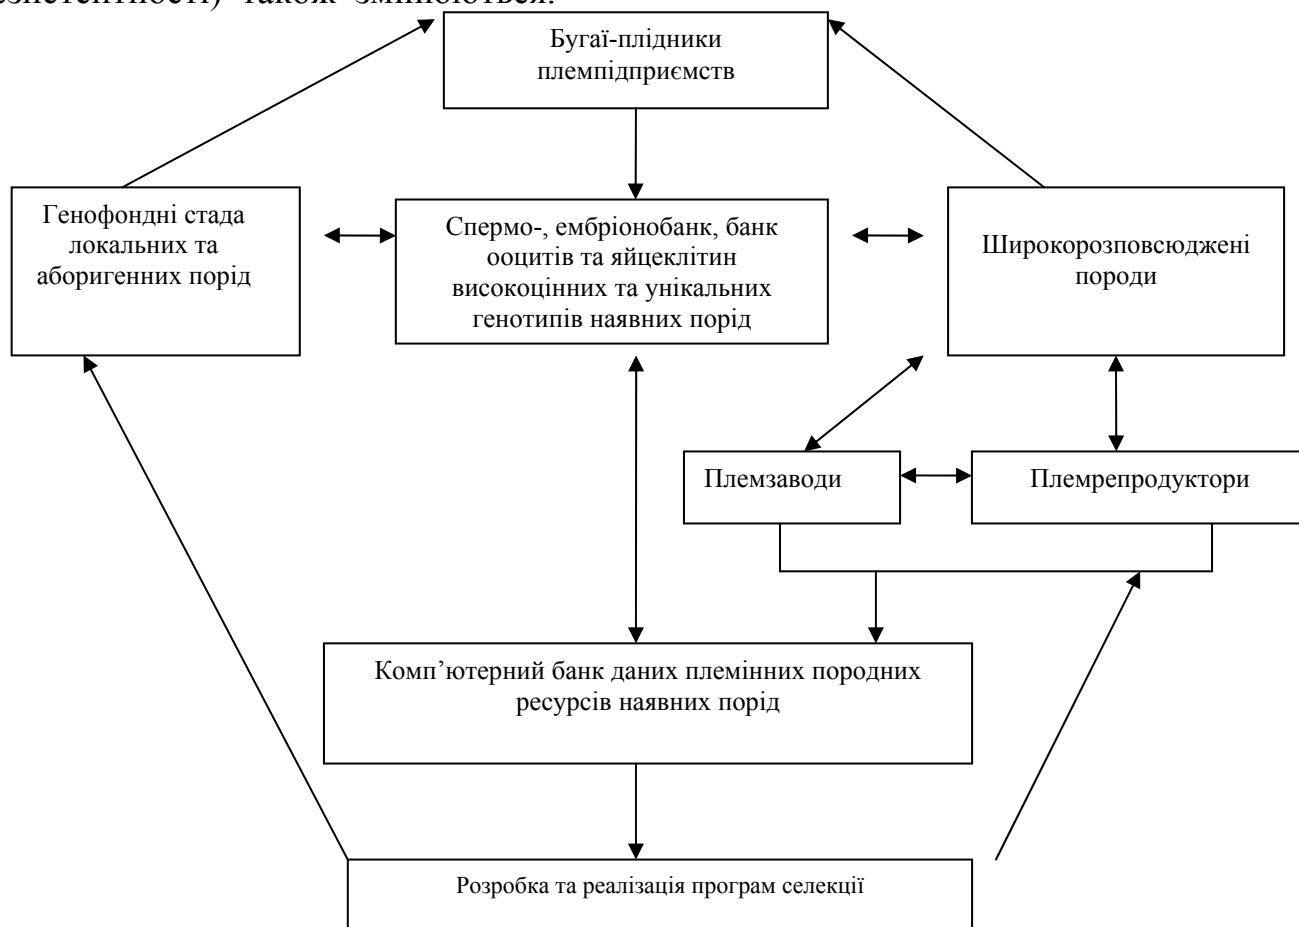 також змінюються.
Бугаї-плідники
племпідприємств
Генофондні стада
локальних та
аборигенних порід
Спермо-, ембріонобанк, банк
ооцитів та яйцеклітин
високоцінних та унікальних
генотипів наявних порід
Широкорозповсюджені
породи
Племзаводи
Племрепродуктори
Комп’ютерний банк даних племінних породних
ресурсів наявних порід
Розробка та реалізація програм селекції